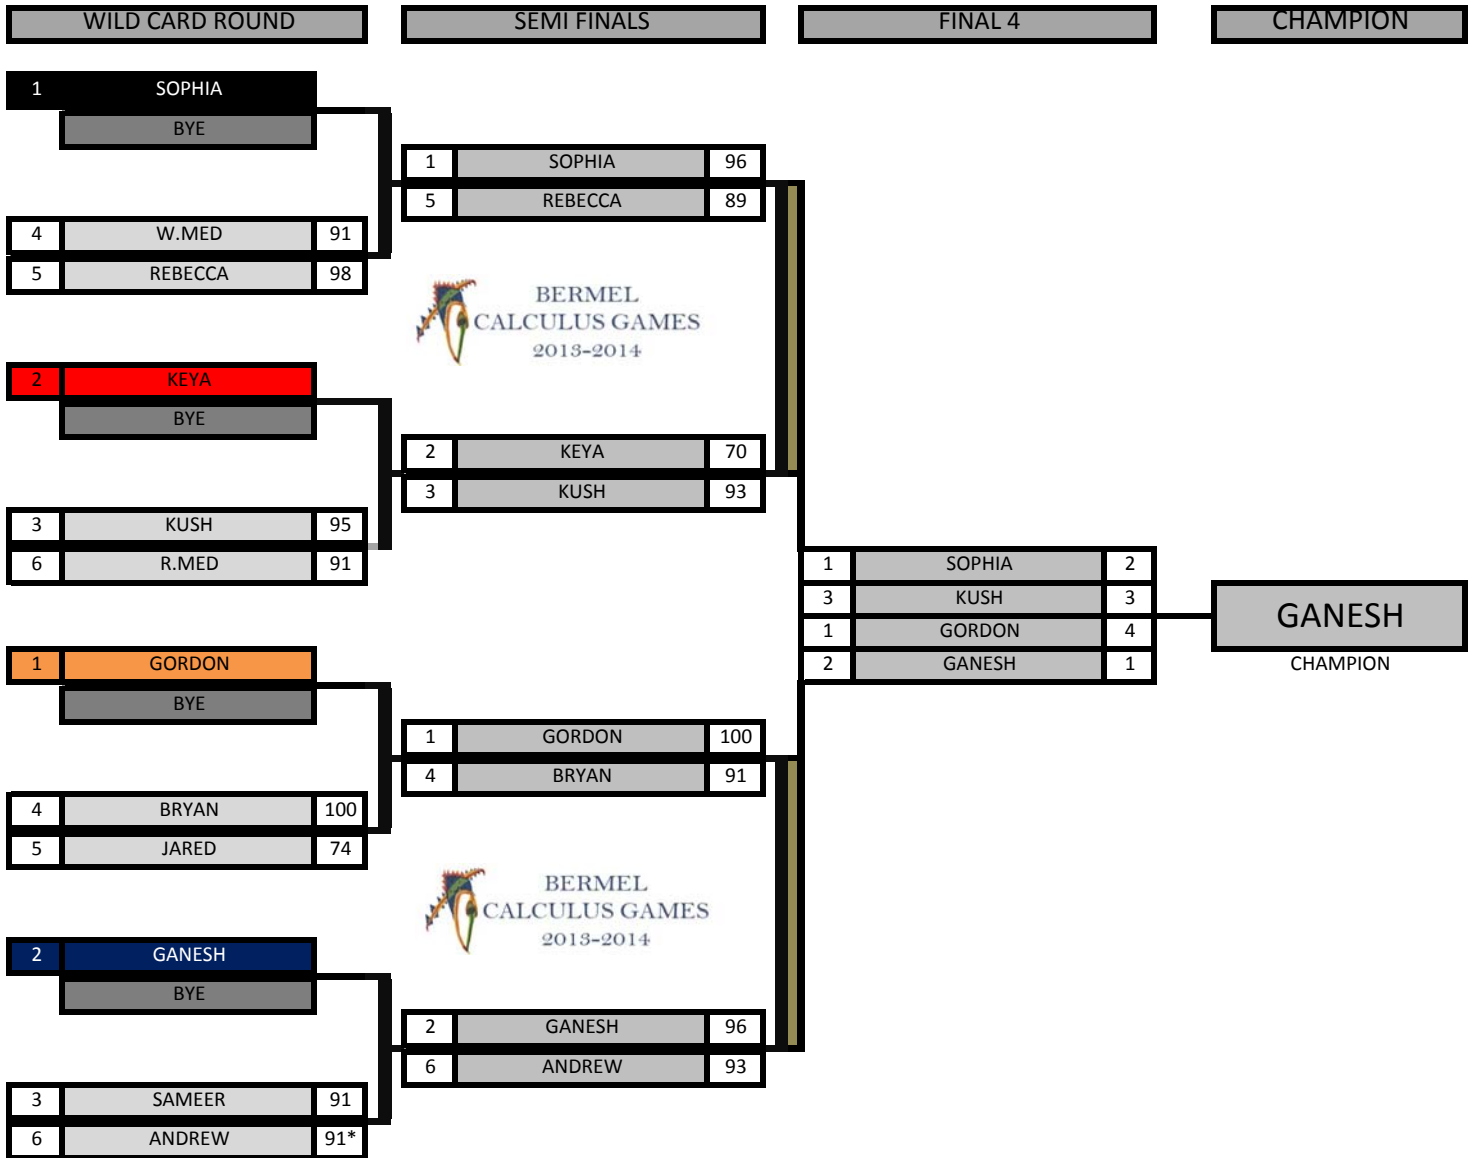 WILD CARD ROUND
SEMI FINALS
FINAL 4
CHAMPION
1 SOPHIA
BYE
4 W.MED 91
5 REBECCA 98
2 KEYA
BYE
3 KUSH 95
6 R.MED 91
1 GORDON
BYE
4 BRYAN 100
5 JARED 74
2 GANESH
BYE
3 SAMEER 91
6 ANDREW 91*
1 SOPHIA 96
5 REBECCA 89
BERMEL
CALCULUS GAMES
2013-2014
2 KEYA 70
3 KUSH 93
1 GORDON 100
4 BRYAN 91
BERMEL
CALCULUS GAMES
2013-2014
2 GANESH 96
6 ANDREW 93
1 SOPHIA 2
3 KUSH 3
1 GORDON 4
2 GANESH 1
GANESH
CHAMPION